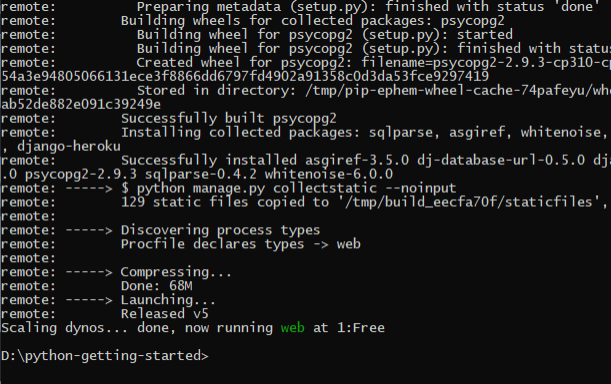 remote:          Preparing metadata (setup.py): finished with status 'done'
remote:        Building wheels for collected packages: psycopg2
remote:          Building wheel for psycopg2 (setup.py): started
remote:          Building wheel for psycopg2 (setup.py): finished with statu
remote:          Created wheel for psycopg2: filename=psycopg2-2.9.3-cp310-cp
54a3e94805066131ece3f8866dd6797fd4902a91358c0d3da53fce9297419
remote:          Stored in directory: /tmp/pip-ephem-wheel-cache-74pafeyu/whe
ab52de882e091c39249e
remote:        Successfully built psycopg2
remote:        Installing collected packages: sqlparse, asgiref, whitenoise,
, django-heroku
remote:        Successfully installed asgiref-3.5.0 dj-database-url-0.5.0 dja
.0 psycopg2-2.9.3 sqlparse-0.4.2 whitenoise-6.0.0
remote: -----> $ python manage.py collectstatic --noinput
remote:        129 static files copied to '/tmp/build_eecfa70f/staticfiles',
remote:
remote: -----> Discovering process types
remote:        Procfile declares types -> web
remote:
remote: -----> Compressing...
remote:        Done: 68M
remote: -----> Launching...
remote:        Released v5
Scaling dynos... done, now running web at 1:Free
D:\python-getting-started>